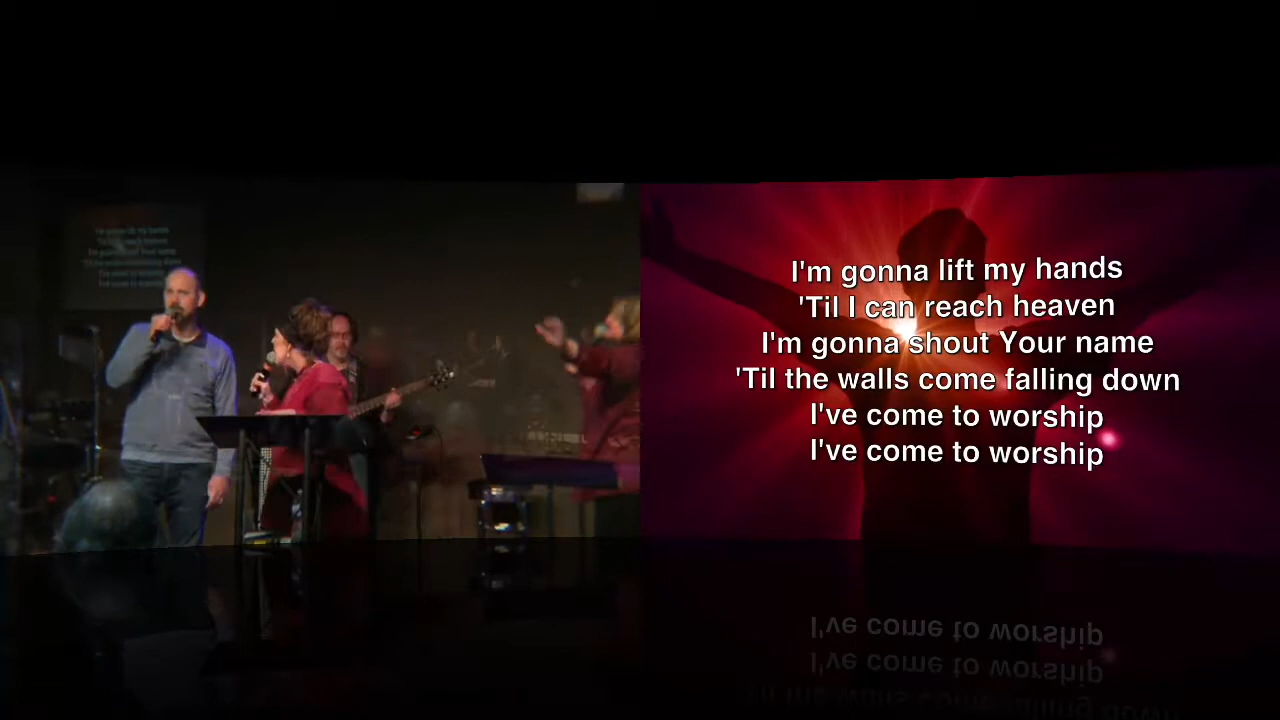 I'm gonna lift my hands
'Til I can reach heaven
I'm gonna shout Your name
'Til the walls come falling down
I've come to worship
I've come to worship